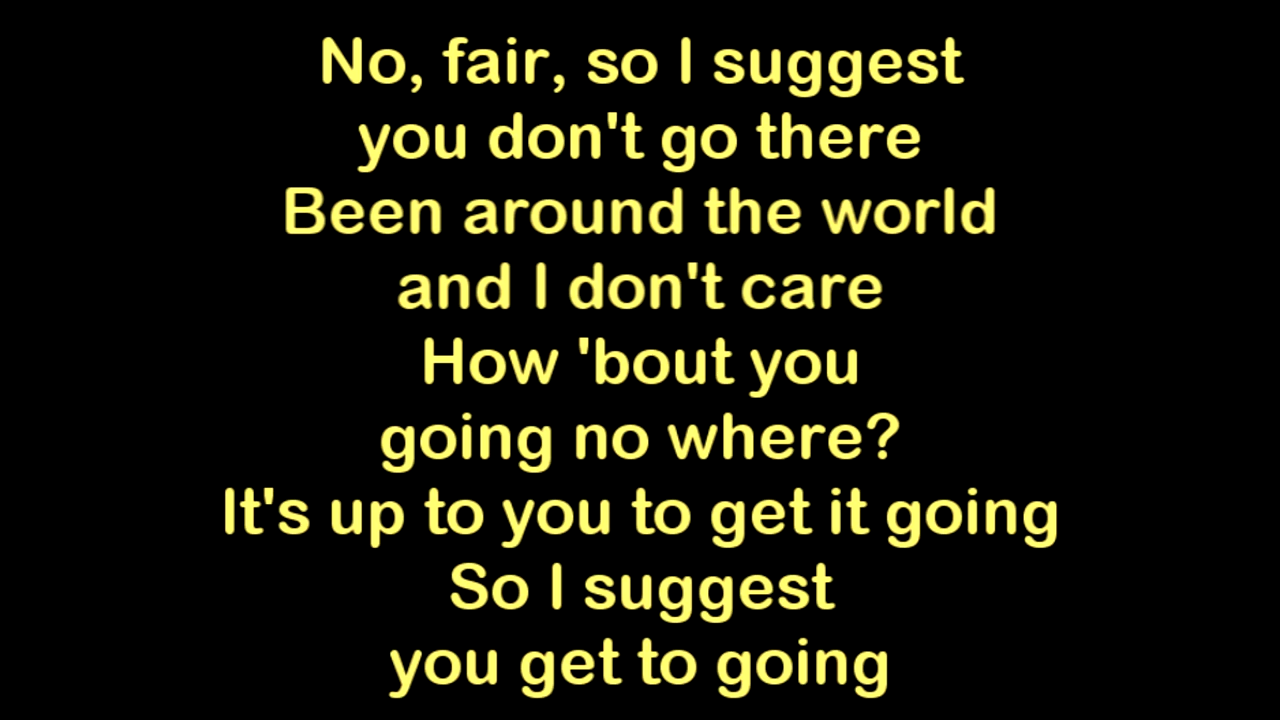 No, fair, so I suggest
you don't go there
Been around the world
and I don't care
How 'bout you
going no where?
It's up to you to get it going
So I suggest
you get to going